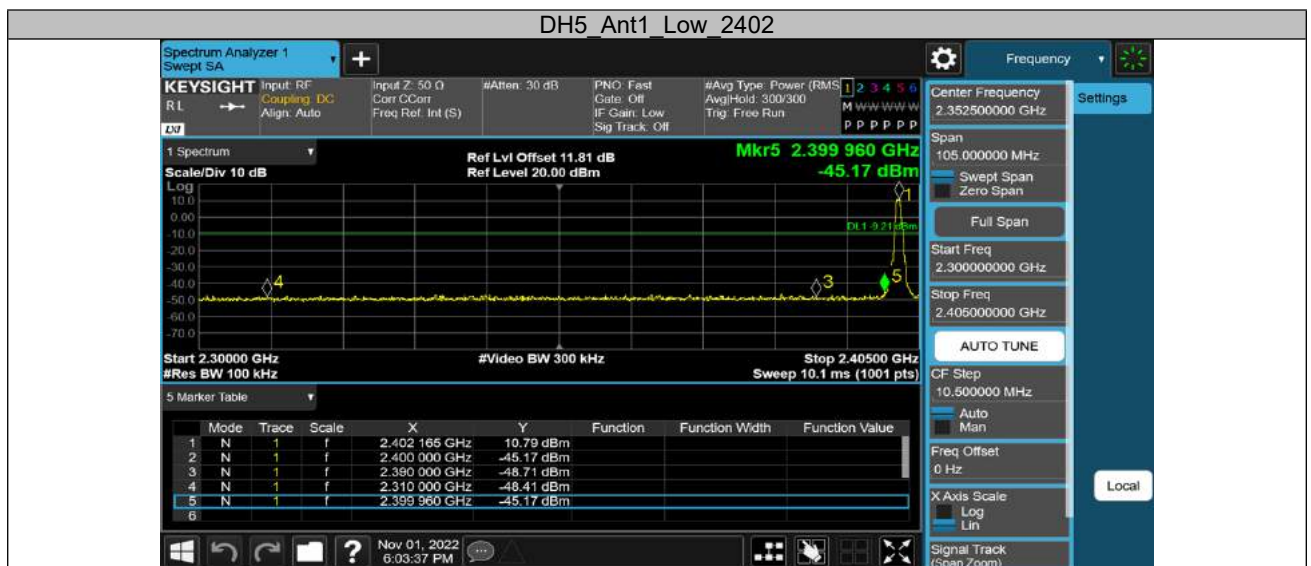 DH5_Ant1_Low_2402
Spectrum Analyzer 1
Swept SA
+
Frequency
KEYSIGHT
RL
LXI
Input: RF
Coupling: DC
Align: Auto
Input Z: 50 Ω
Corr CCorr
Freq Ref: Int (S)
#Atten: 30 dB
PNO: Fast
Gate: Off
IF Gain: Low
Sig Track: Off
#Avg Type: Power (RMS
Avg|Hold: 300/300
Trig: Free Run
1 2 3 4 5 6
M W W W W W
P P P P P P
1 Spectrum
Scale/Div 10 dB
Ref Lvl Offset 11.81 dB
Ref Level 20.00 dBm
Mkr5 2.399 960 GHz
-45.17 dBm
Log
10.0
0.00
-10.0
-20.0
-30.0
-40.0
-50.0
-60.0
-70.0
1
DL1 -9.21 dBm
4
3
5
Start 2.30000 GHz
#Res BW 100 kHz
#Video BW 300 kHz
Stop 2.40500 GHz
Sweep 10.1 ms (1001 pts)
5 Marker Table
Mode Trace Scale X Y Function Function Width Function Value
1 N 1 f 2.402 165 GHz 10.79 dBm
2 N 1 f 2.400 000 GHz -45.17 dBm
3 N 1 f 2.390 000 GHz -48.71 dBm
4 N 1 f 2.310 000 GHz -48.41 dBm
5 N 1 f 2.399 960 GHz -45.17 dBm
6
Nov 01, 2022
6:03:37 PM
Center Frequency
2.352500000 GHz
Span
105.000000 MHz
Swept Span
Zero Span
Full Span
Start Freq
2.300000000 GHz
Stop Freq
2.405000000 GHz
AUTO TUNE
CF Step
10.500000 MHz
Auto
Man
Freq Offset
0 Hz
X Axis Scale
Log
Lin
Signal Track
(Span Zoom)
Settings
Local